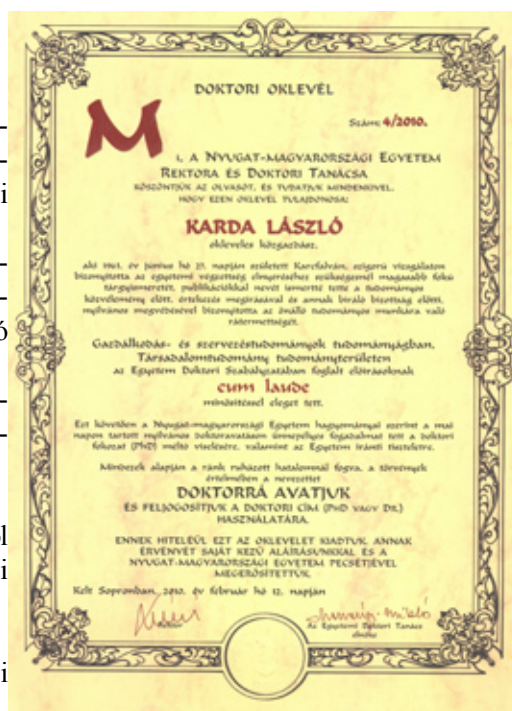 DOKTORI OKLEVÉL
Szám: 4/2010.
MI, A NYUGAT-MAGYARORSZÁGI EGYETEM
REKTORA ÉS DOKTORI TANÁCSA
KÖSZÖNTJÜK AZ OLVASÓT, ÉS TUDATJUK MINDENKIVEL,
HOGY EZEN OKLEVÉL TULAJDONOSA:
KARDA LÁSZLÓ
okleveles közgazdász,
aki 1961. év június hó 27. napján született Karcfalván, szigorú vizsgálaton
bizonyította az egyetemi végzettség elnyeréséhez szükségesnél magasabb fokú
tárgyismeretét, publikációkkal nevét ismertté tette a tudományos
közvélemény előtt, értekezés megírásával és annak bíráló bizottság előtti,
nyilvános megvédésével bizonyította az önálló tudományos munkára való
rátermettségét.
Gazdálkodás- és szervezéstudományok tudományágban,
Társadalomtudomány tudományterületen
az Egyetem Doktori Szabályzatában foglalt előírásoknak
cum laude
minősítéssel eleget tett.
Ezt követően a Nyugat-magyarországi Egyetem hagyományai szerint a mai
napon tartott nyilvános doktoravatáson ünnepélyes fogadalmat tett a doktori
fokozat (PhD) méltó viselésére, valamint az Egyetem iránti tiszteletre.
Mindezek alapján a ránk ruházott hatalomnál fogva, a törvények
értelmében a nevezettet
DOKTORRÁ AVATJUK
ÉS FELJOGOSÍTJUK A DOKTORI CÍM (PHD VAGY DR.)
HASZNÁLATÁRA.
ENNEK HITELÉÜL EZT AZ OKLEVELET KIADTUK, ANNAK
ÉRVÉNYÉT SAJÁT KEZŰ ALÁÍRÁSUNKKAL ÉS A
NYUGAT-MAGYARORSZÁGI EGYETEM PECSÉTJÉVEL
MEGERŐSÍTETTÜK.
Kelt Sopronban, 2010. év február hó 12. napján
Rektor
Az Egyetemi Doktori Tanács
elnöke